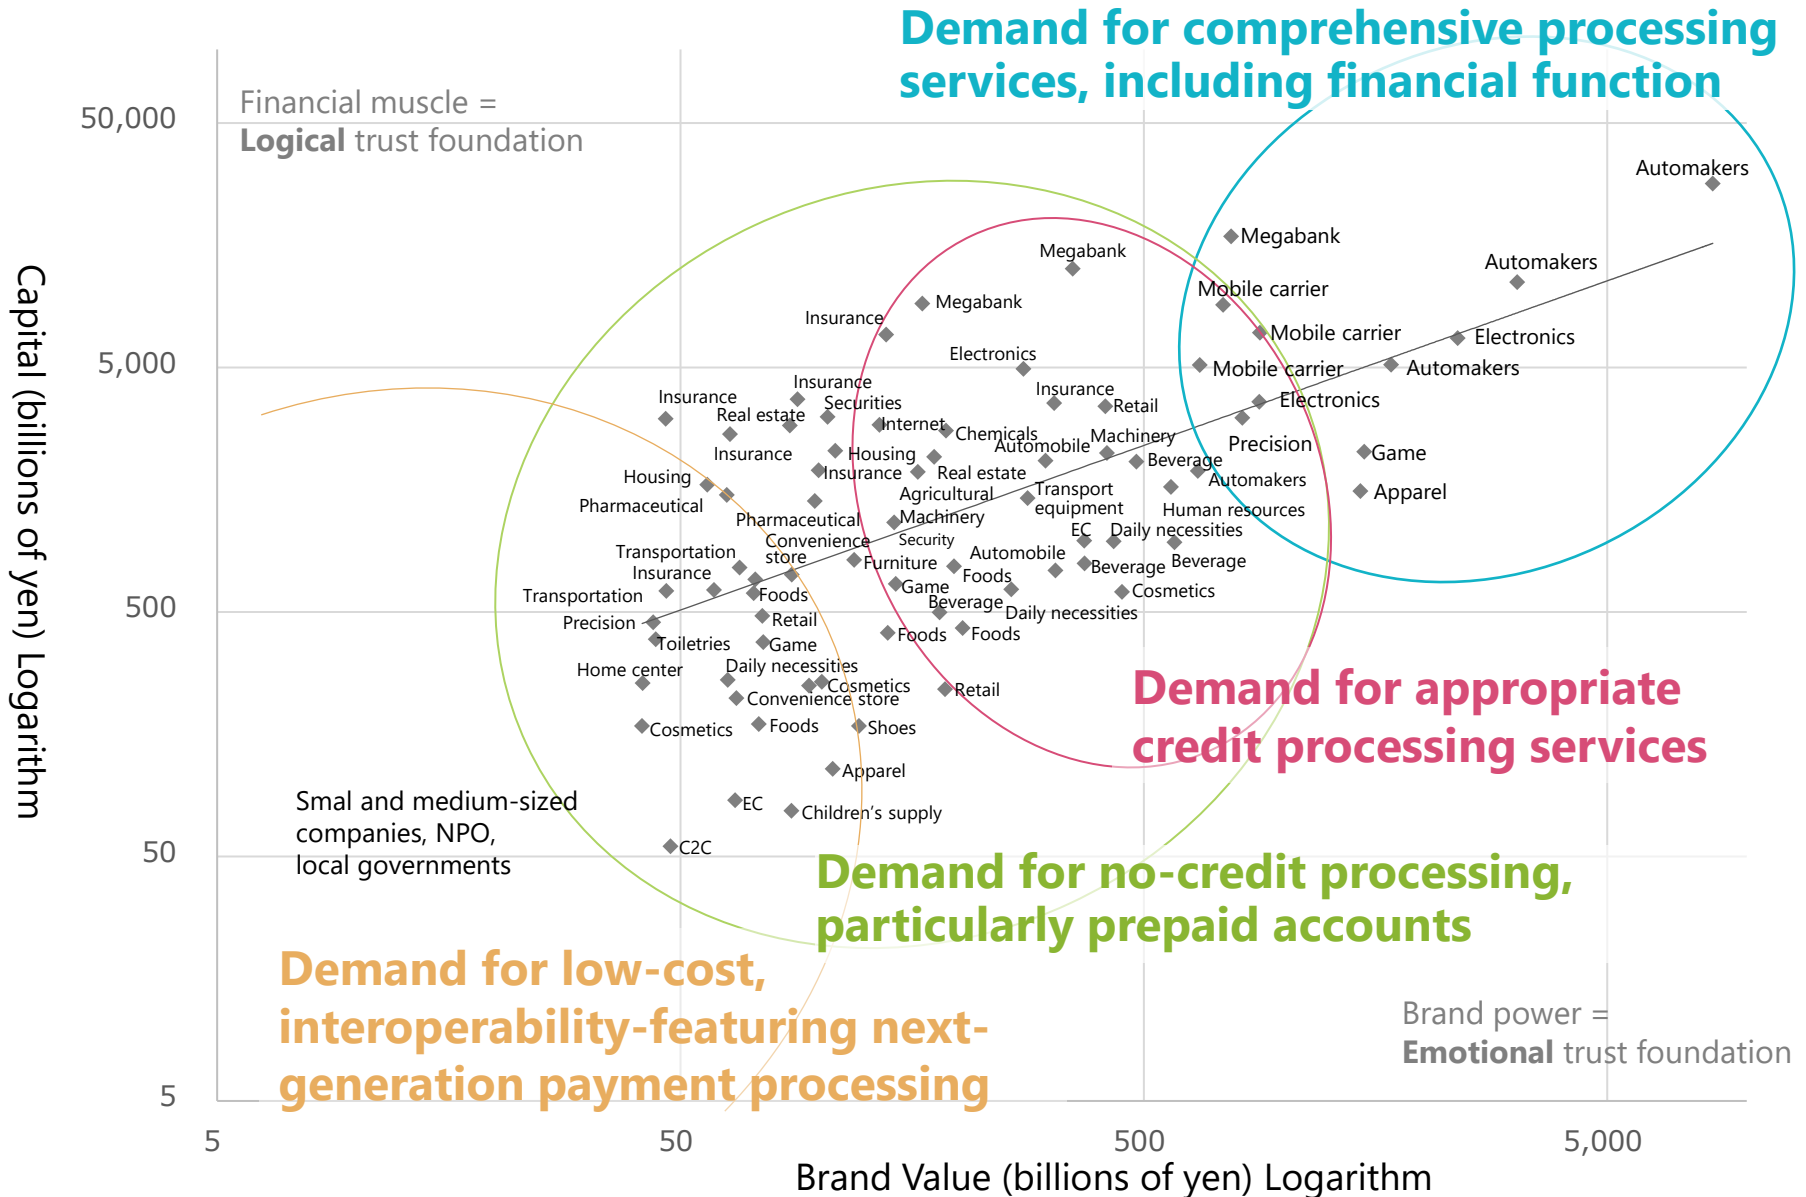 Demand for comprehensive processing
services, including financial function
Financial muscle =
Logical trust foundation
50,000
5,000
500
50
5
Capital (billions of yen) Logarithm
Automakers
Megabank
Megabank
Automakers
Mobile carrier
Megabank
Insurance
Mobile carrier
Electronics
Electronics
Mobile carrier
Automakers
Insurance
Insurance
Insurance
Electronics
Real estate
Securities
Retail
Internet
Chemicals
Machinery
Precision
Insurance
Housing
Automobile
Beverage
Game
Housing
Insurance
Real estate
Automakers
Pharmaceutical
Agricultural
Machinery
Transport
equipment
Apparel
Pharmaceutical
Human resources
Convenience
store
Security
EC
Daily necessities
Transportation
Furniture
Automobile
Beverage
Beverage
Insurance
Foods
Transportation
Foods
Game
Cosmetics
Beverage
Daily necessities
Precision
Retail
Toiletries
Game
Foods
Foods
Home center
Daily necessities
Cosmetics
Retail
Convenience store
Cosmetics
Foods
Shoes
Demand for appropriate
credit processing services
Apparel
Smal and medium-sized
companies, NPO,
local governments
EC
Children’s supply
C2C
Demand for no-credit processing,
particularly prepaid accounts
Demand for low-cost,
interoperability-featuring next-
generation payment processing
Brand power =
Emotional trust foundation
5
50
500
5,000
Brand Value (billions of yen) Logarithm